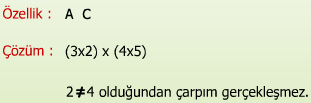 Özellik : A C
Çözüm : (3x2) x (4x5)
2≠4 olduğundan çarpım gerçekleşmez.